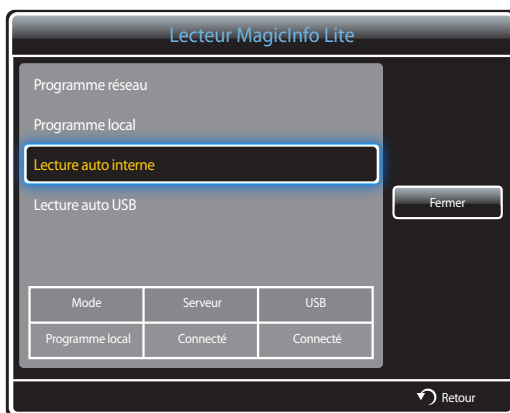 Lecteur MagicInfo Lite
Programme réseau
Programme local
Lecture auto interne
Lecture auto USB
Fermer
Mode Serveur USB
Programme local Connecté Connecté
Retour